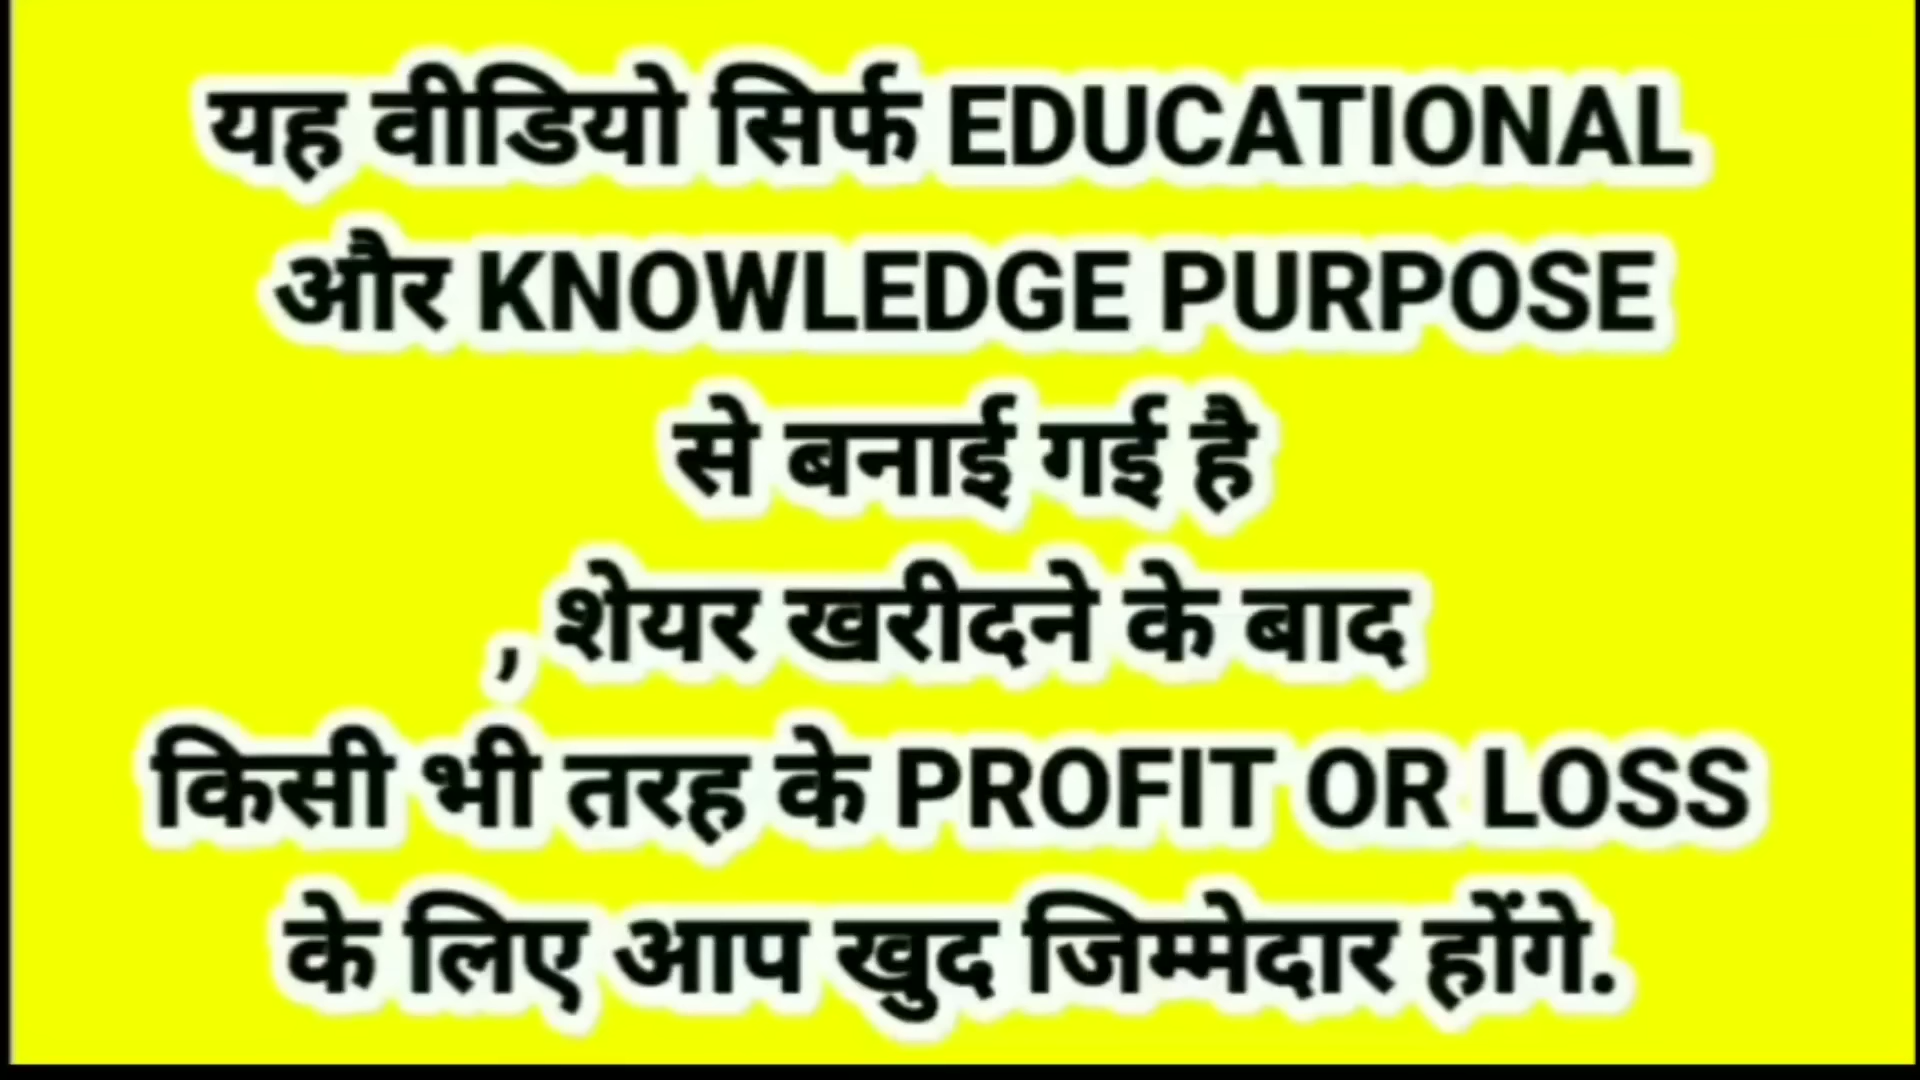 यह वीडियो सिर्फ EDUCATIONAL
और KNOWLEDGE PURPOSE
से बनाई गई है
, शेयर खरीदने के बाद
किसी भी तरह के PROFIT OR LOSS
के लिए आप खुद जिम्मेदार होंगे.